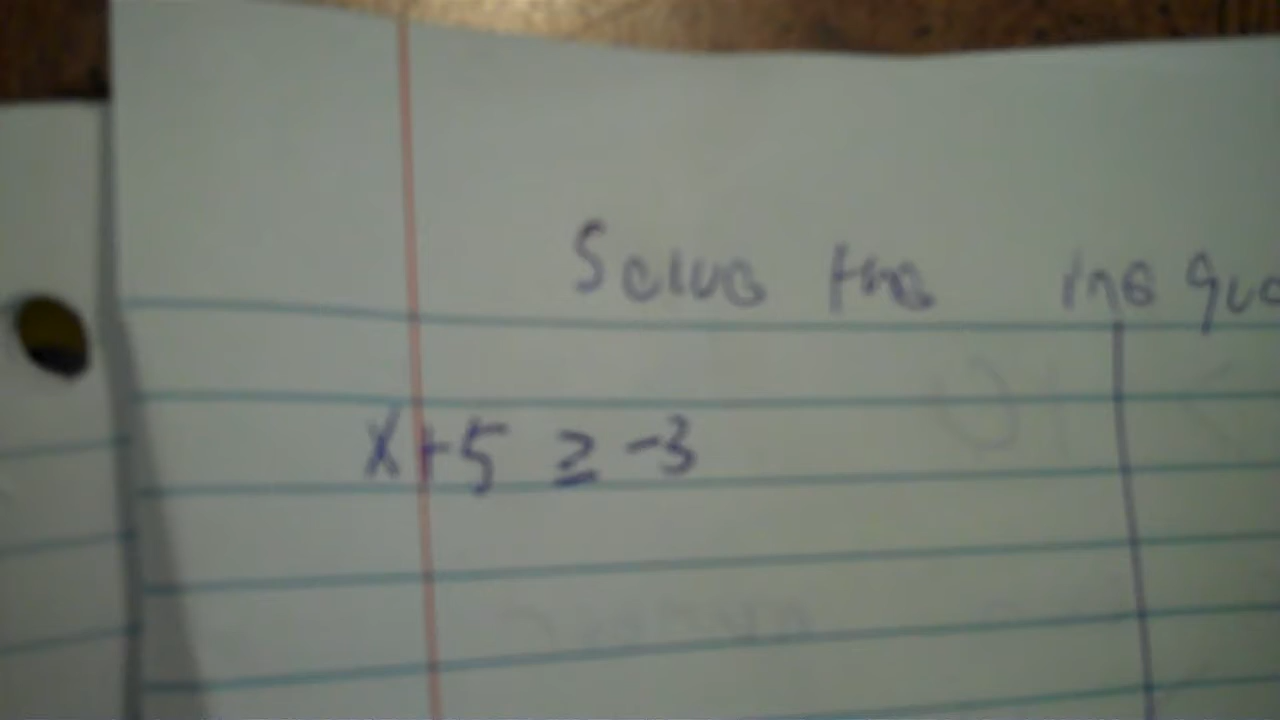 Solve the inequa
x+5 ≥ -3